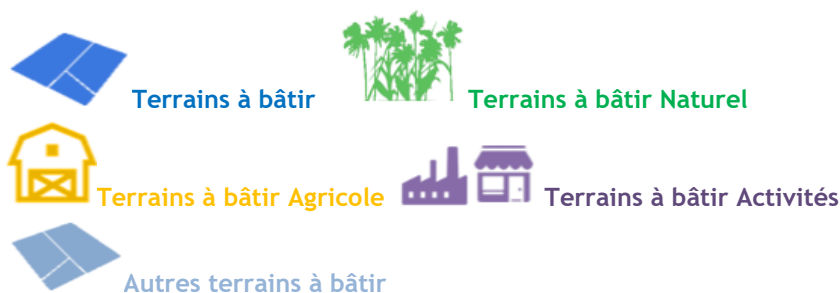 Terrains à bâtir Terrains à bâtir Naturel
Terrains à bâtir Agricole Terrains à bâtir Activités
Autres terrains à bâtir